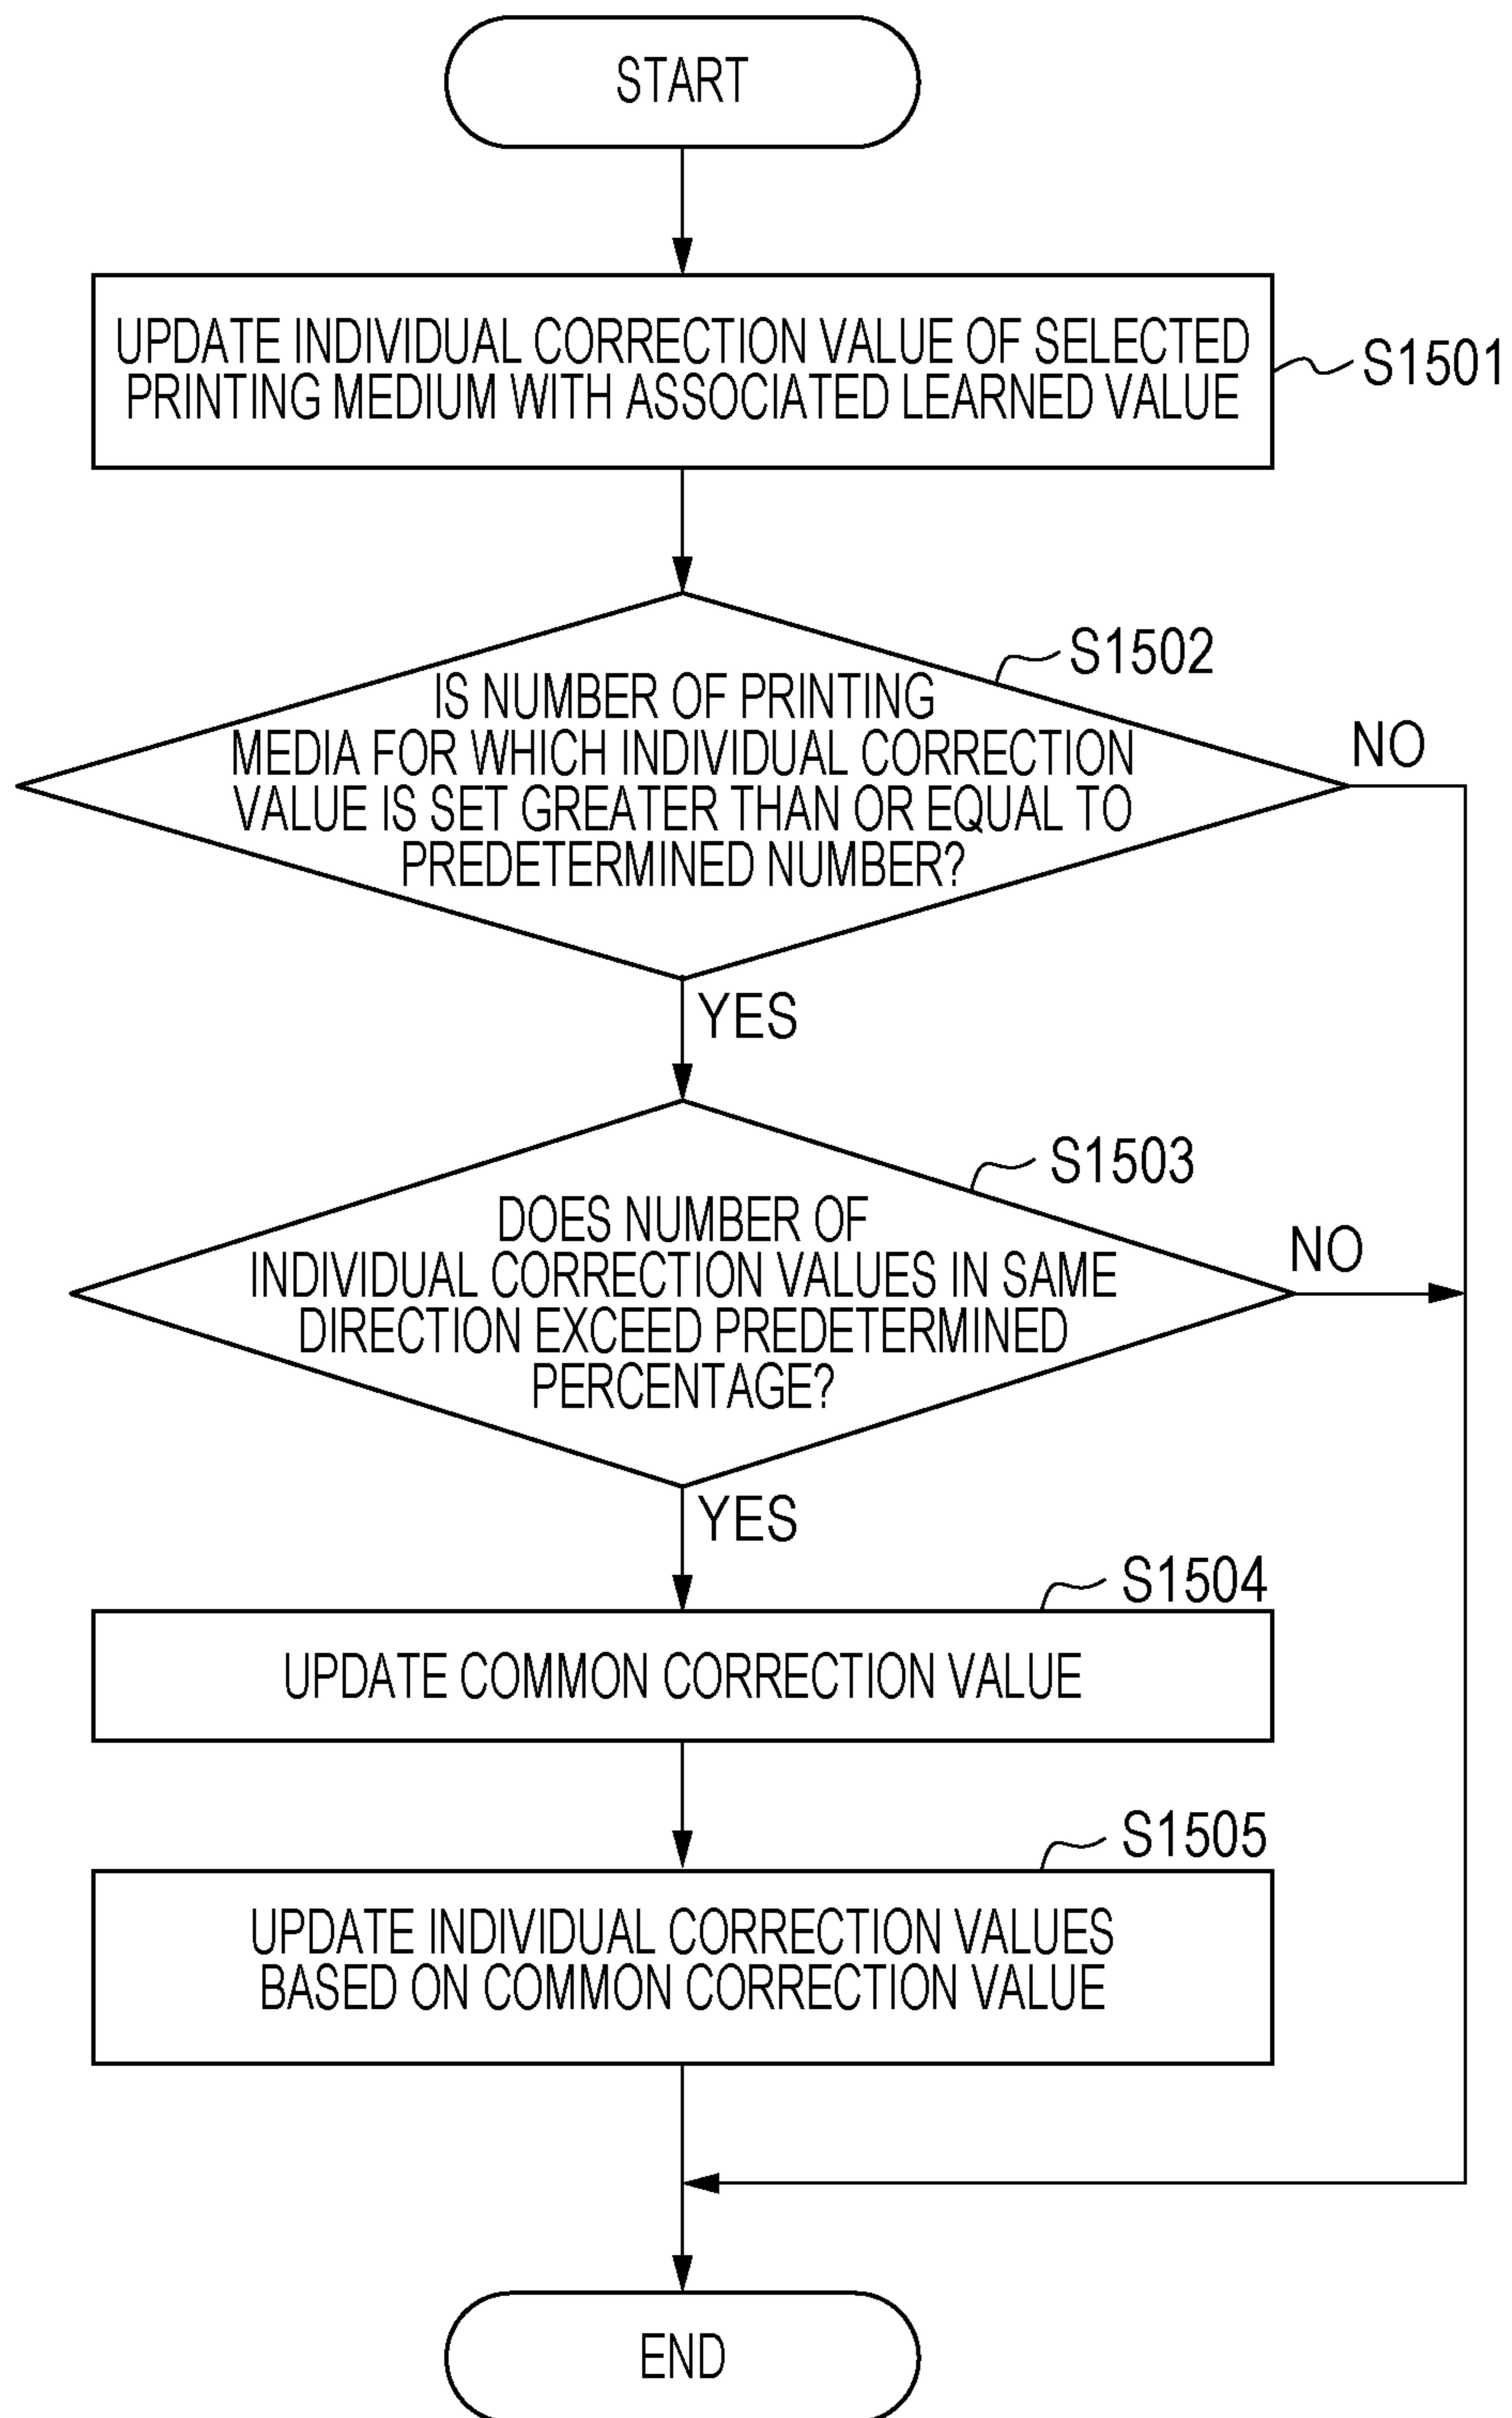 START
UPDATE INDIVIDUAL CORRECTION VALUE OF SELECTED
PRINTING MEDIUM WITH ASSOCIATED LEARNED VALUE
S1501
S1502
IS NUMBER OF PRINTING
MEDIA FOR WHICH INDIVIDUAL CORRECTION
VALUE IS SET GREATER THAN OR EQUAL TO
PREDETERMINED NUMBER?
NO
YES
S1503
DOES NUMBER OF
INDIVIDUAL CORRECTION VALUES IN SAME
DIRECTION EXCEED PREDETERMINED
PERCENTAGE?
NO
YES
S1504
UPDATE COMMON CORRECTION VALUE
S1505
UPDATE INDIVIDUAL CORRECTION VALUES
BASED ON COMMON CORRECTION VALUE
END